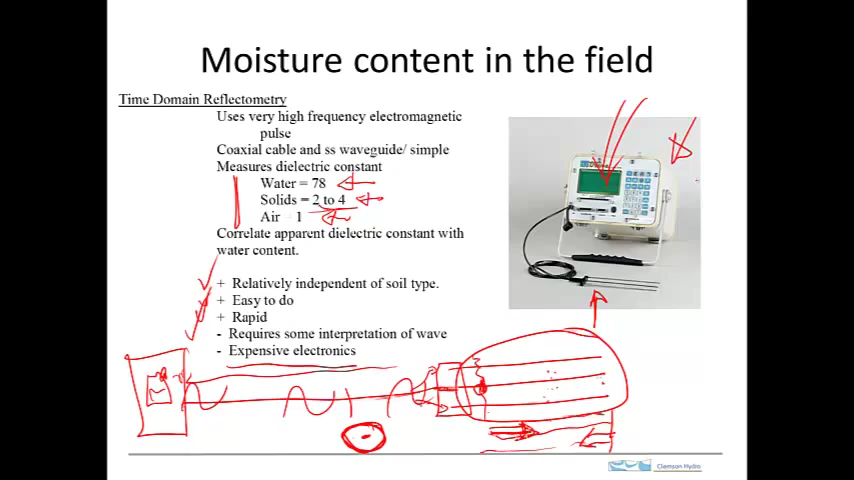 Moisture content in the field
Time Domain Reflectometry
Uses very high frequency electromagnetic
pulse
Coaxial cable and ss waveguide/ simple
Measures dielectric constant
Water = 78
Solids = 2 to 4
Air = 1
Correlate apparent dielectric constant with
water content.
+ Relatively independent of soil type.
+ Easy to do
+ Rapid
- Requires some interpretation of wave
- Expensive electronics
Clemson Hydro